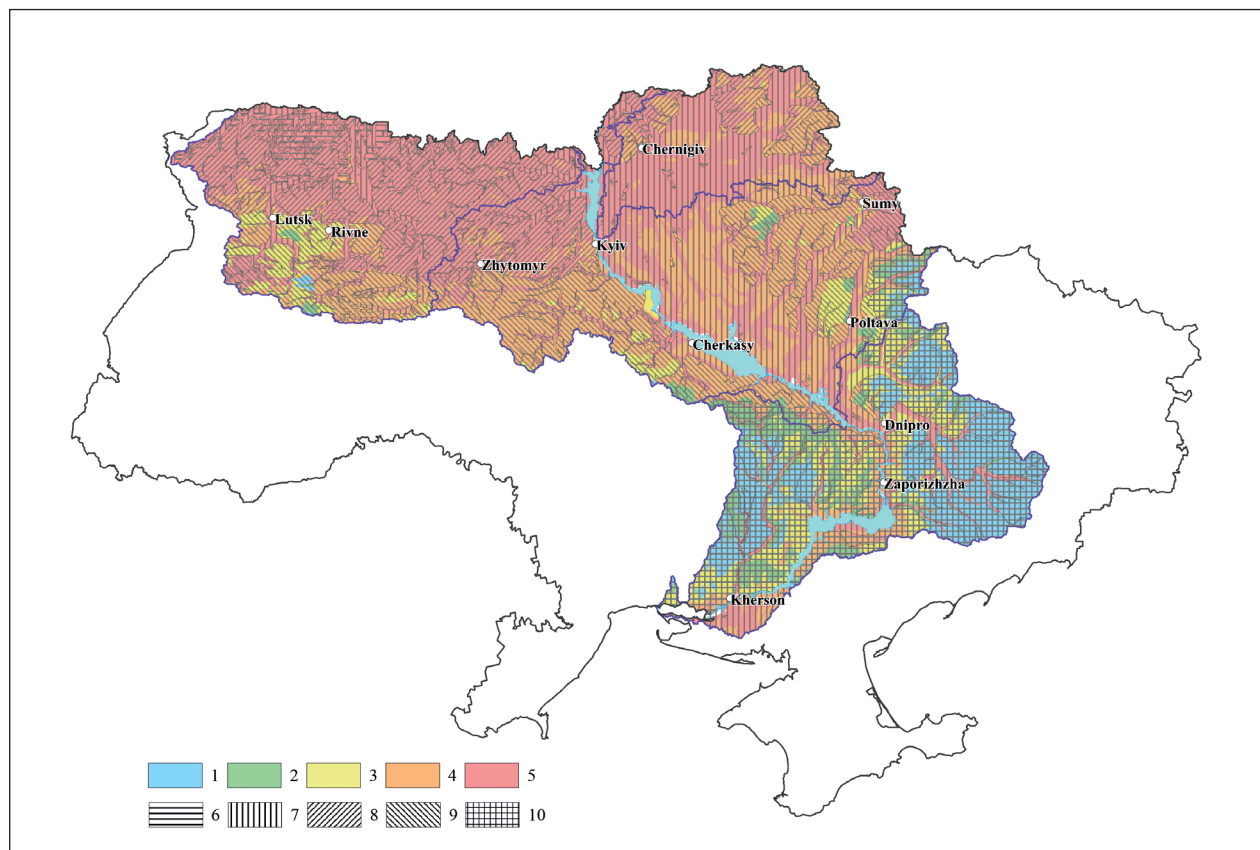 Chernigiv
Sumy
Lutsk
Rivne
Kyiv
Zhytomyr
Poltava
Cherkasy
Dnipro
Zaporizhzha
Kherson
1 2 3 4 5
6 7 8 9 10